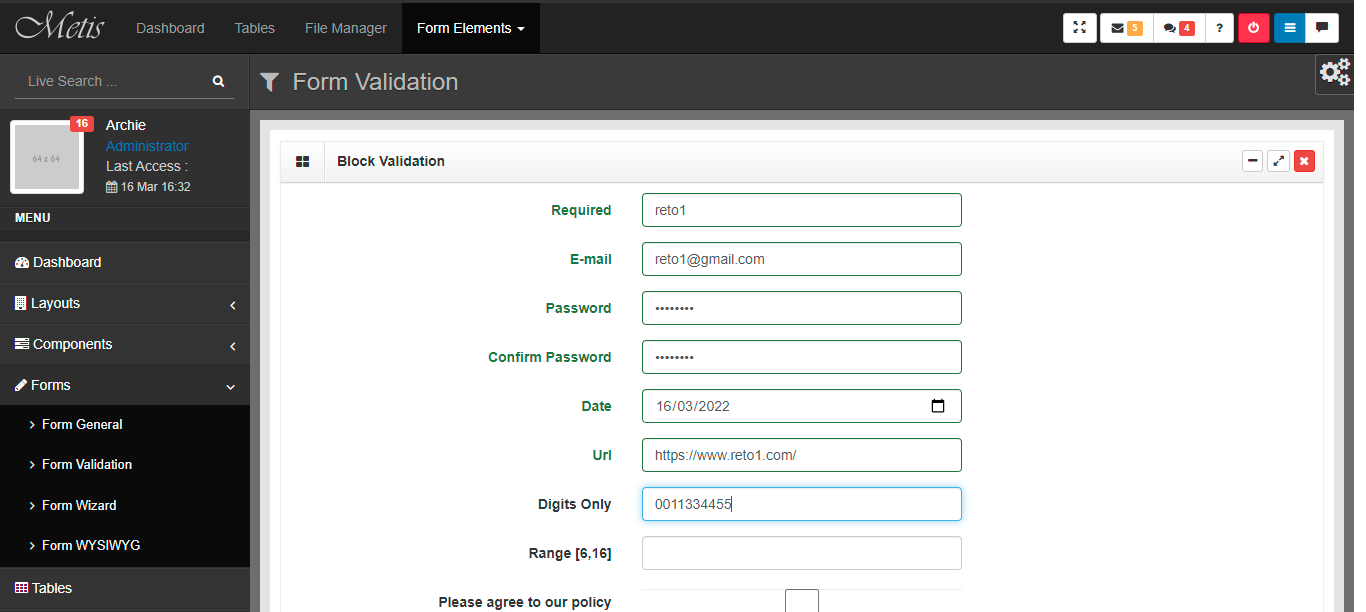 Metis Dashboard Tables File Manager Form Elements 5 4 ?
Live Search ...
Form Validation
16
64 x 64
Archie
Administrator
Last Access :
16 Mar 16:32
MENU
Dashboard
Layouts
Components
Forms
Form General
Form Validation
Form Wizard
Form WYSIWYG
Tables
Block Validation
Required reto1
E-mail reto1@gmail.com
Password ••••••••
Confirm Password ••••••••
Date 16/03/2022
Url https://www.reto1.com/
Digits Only 0011334455
Range [6,16]
Please agree to our policy